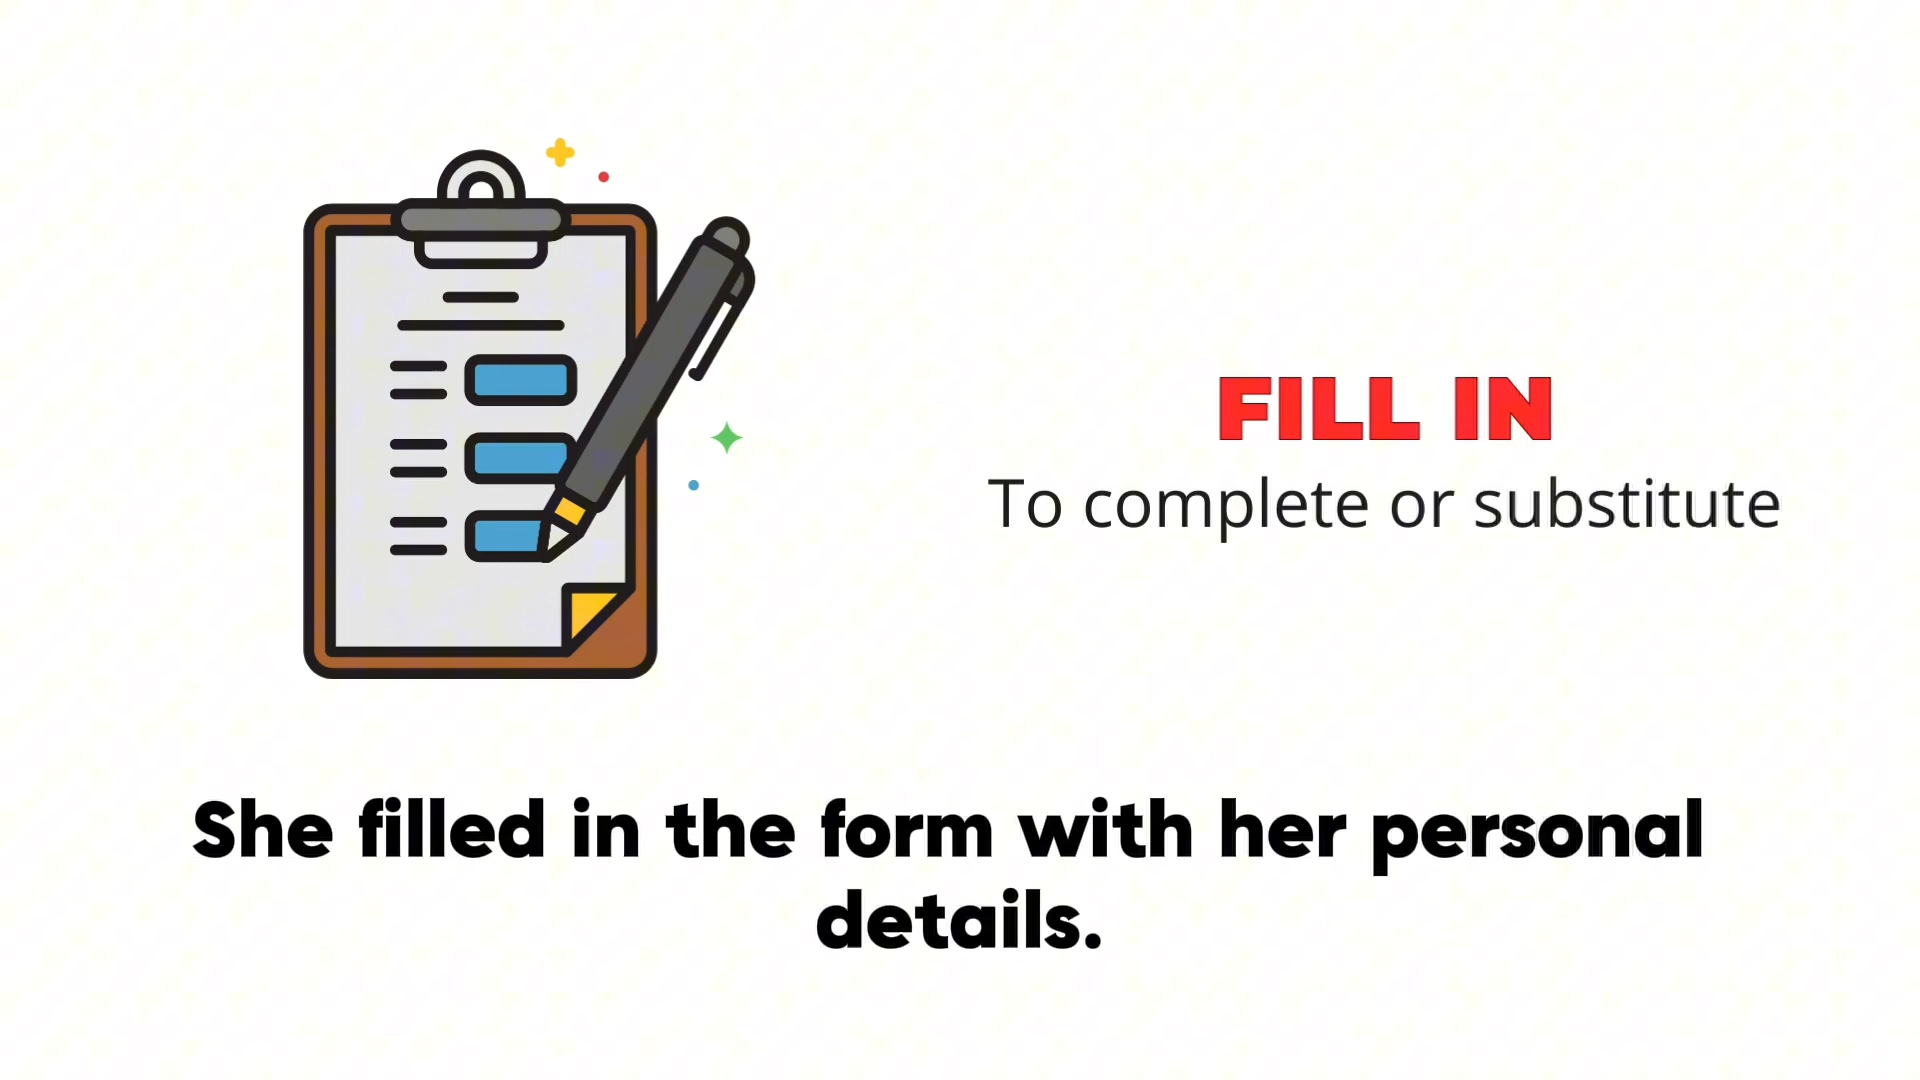 FILL IN
To complete or substitute
She filled in the form with her personal
details.